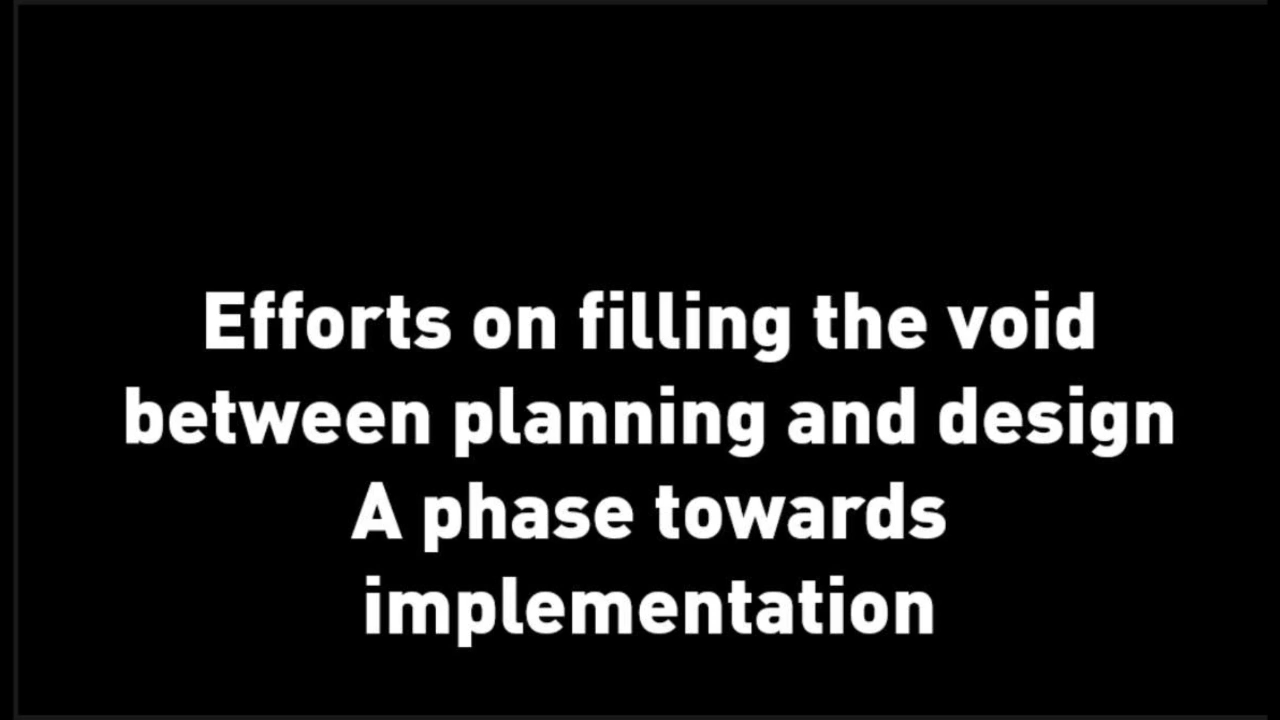 Efforts on filling the void
between planning and design
A phase towards
implementation